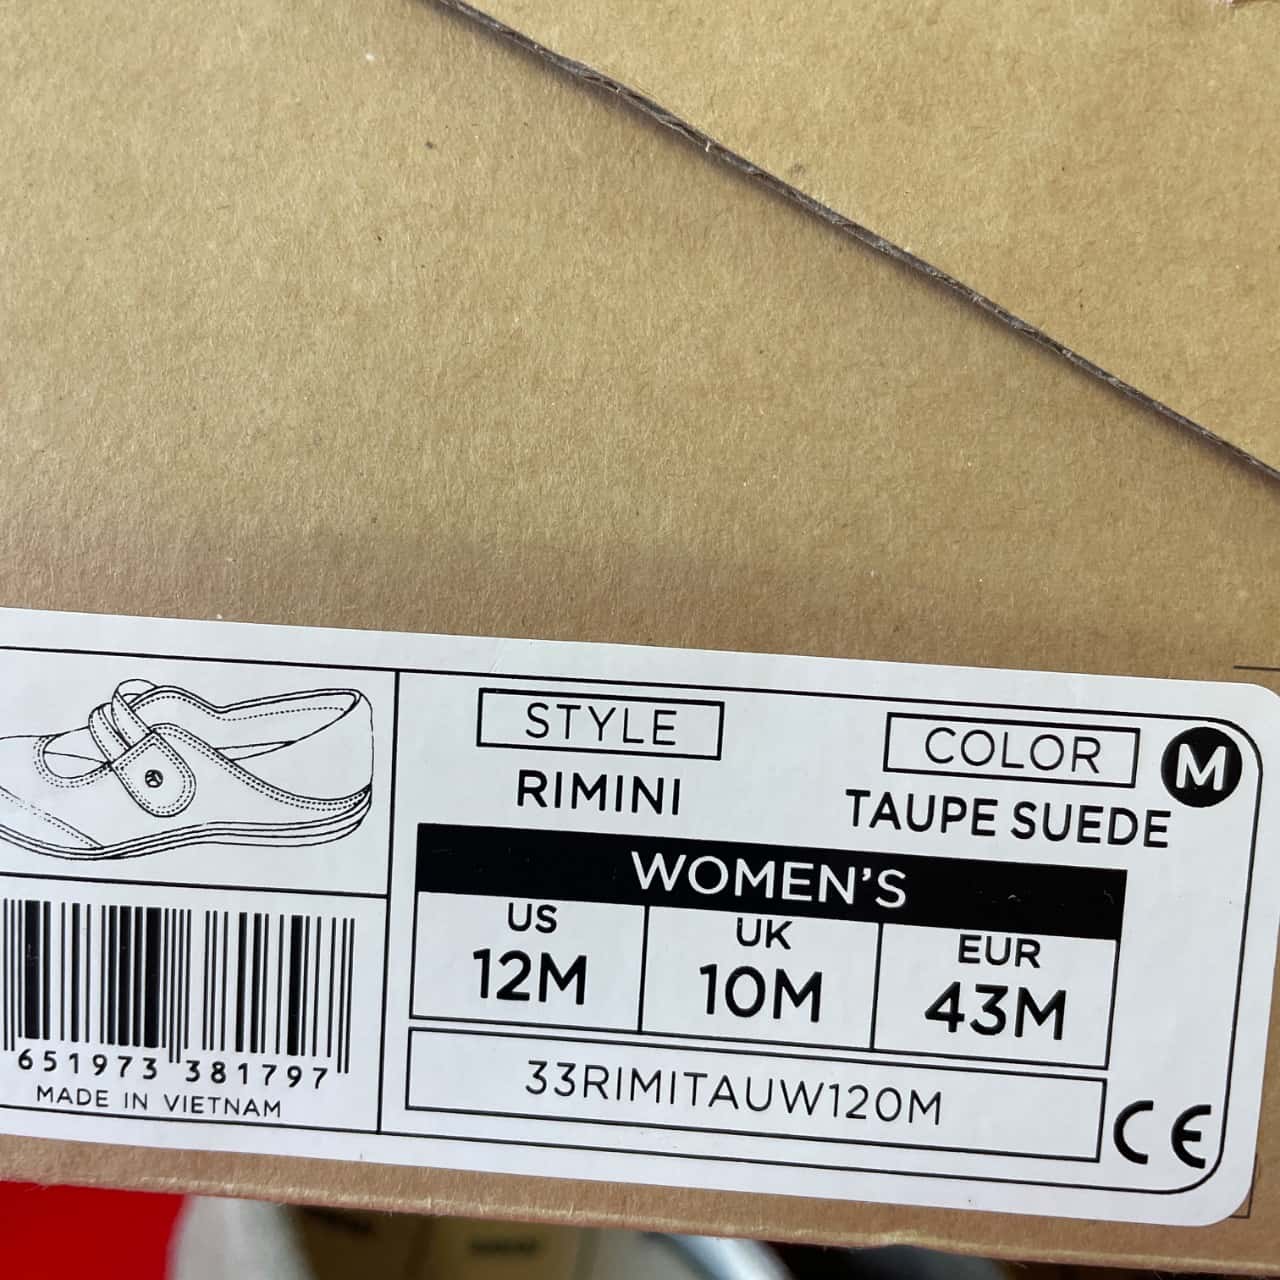 STYLE
RIMINI
COLOR
M
TAUPE SUEDE
WOMEN'S
US
12M
UK
10M
EUR
43M
33RIMITAUW120M
651973 381797
MADE IN VIETNAM
CE